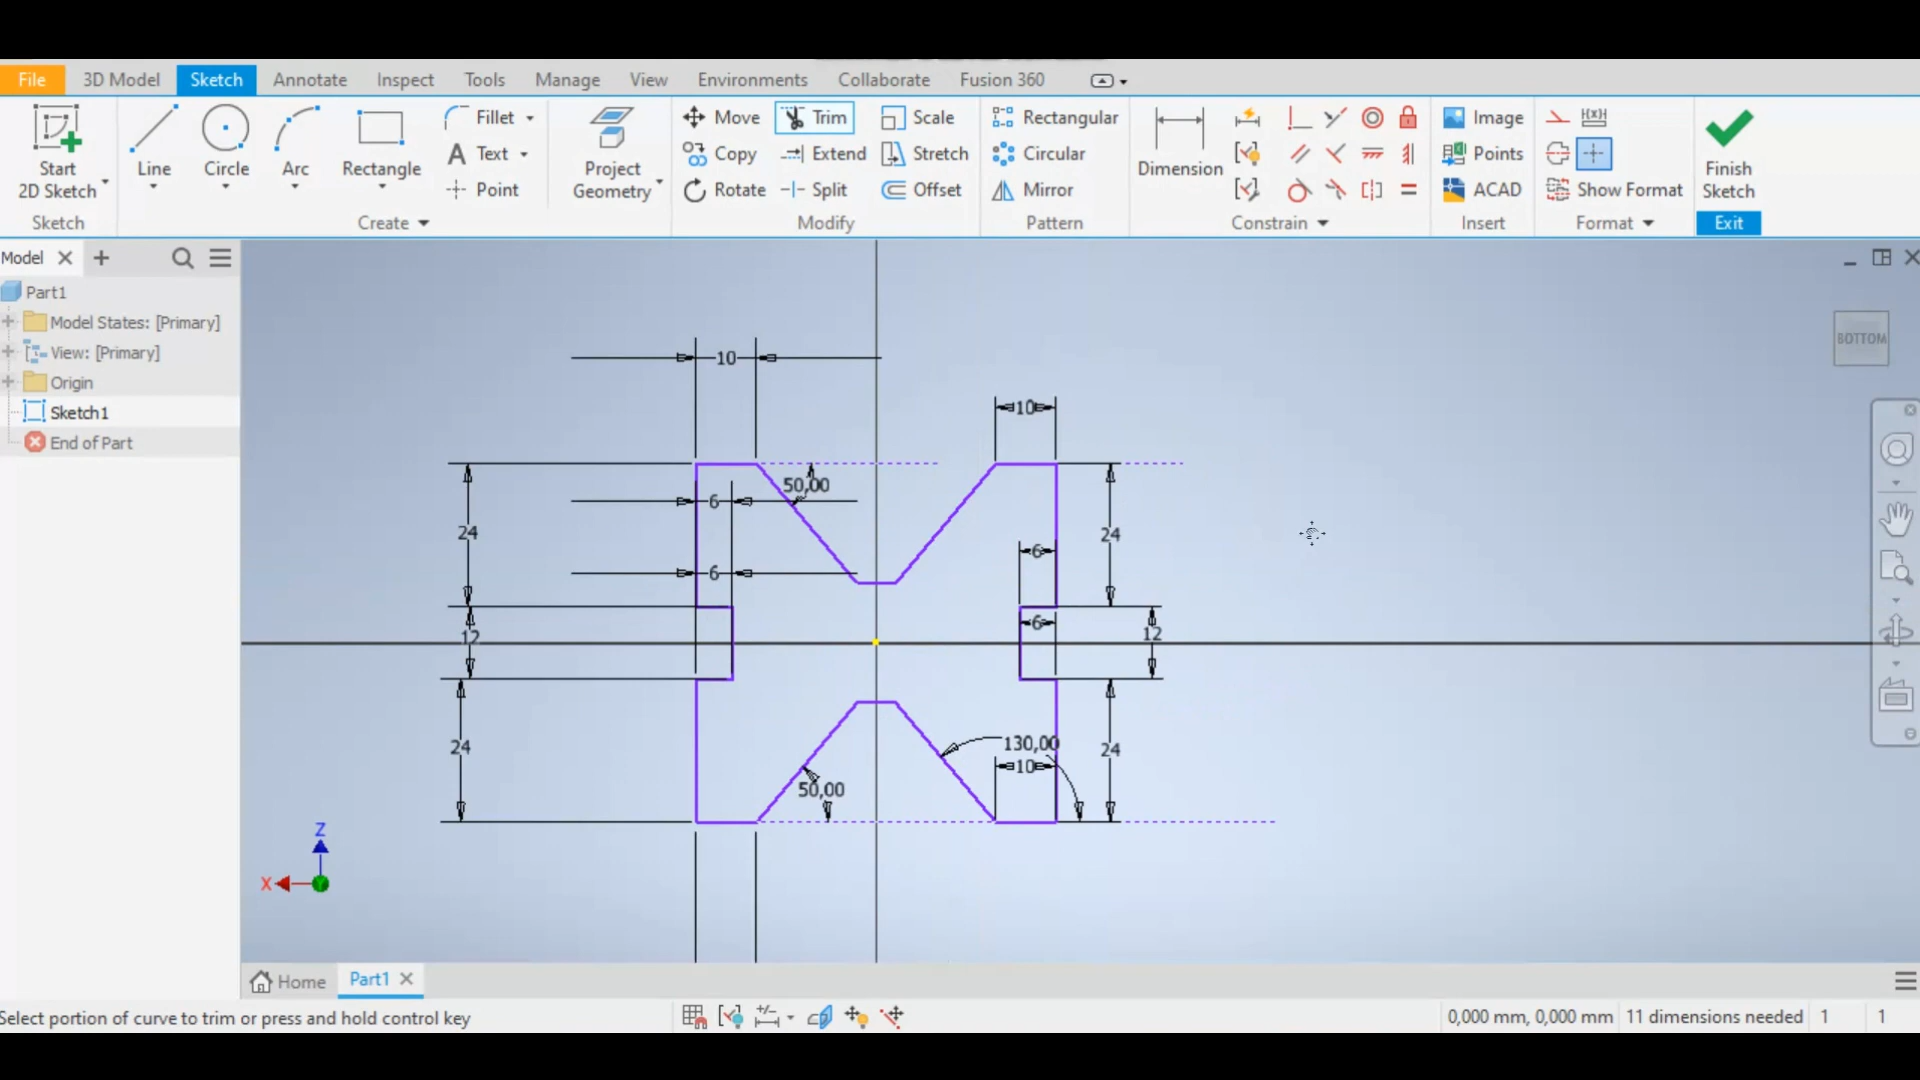 File 3D Model Sketch Annotate Inspect Tools Manage View Environments Collaborate Fusion 360
Start
2D Sketch
Line
Circle
Arc
Rectangle
Fillet
Text
Point
Project
Geometry
Move Trim Scale
Copy Extend Stretch
Rotate Split Offset
Rectangular
Circular
Mirror
Dimension
Image
Points
ACAD
Show Format
Finish
Sketch
Sketch Create Modify Pattern Constrain Insert Format Exit
Model
Part1
Model States: [Primary]
View: [Primary]
Origin
Sketch1
End of Part
BOTTOM
10
10
50,00
6
24
24
6
6
6
12
12
130,00
24
24
10
50,00
Z
X
Home Part1
Select portion of curve to trim or press and hold control key
0,000 mm, 0,000 mm 11 dimensions needed 1 1